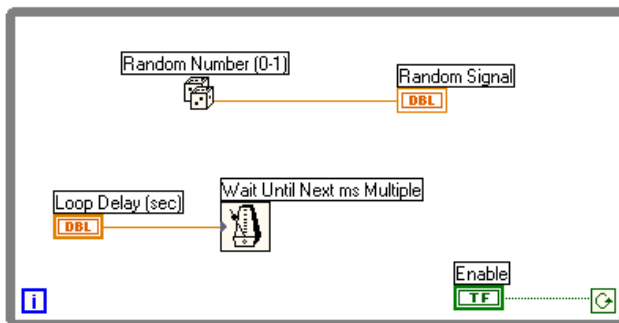 Random Number (0-1)
Random Signal
DBL
Loop Delay (sec)
DBL
Wait Until Next ms Multiple
Enable
TF
i